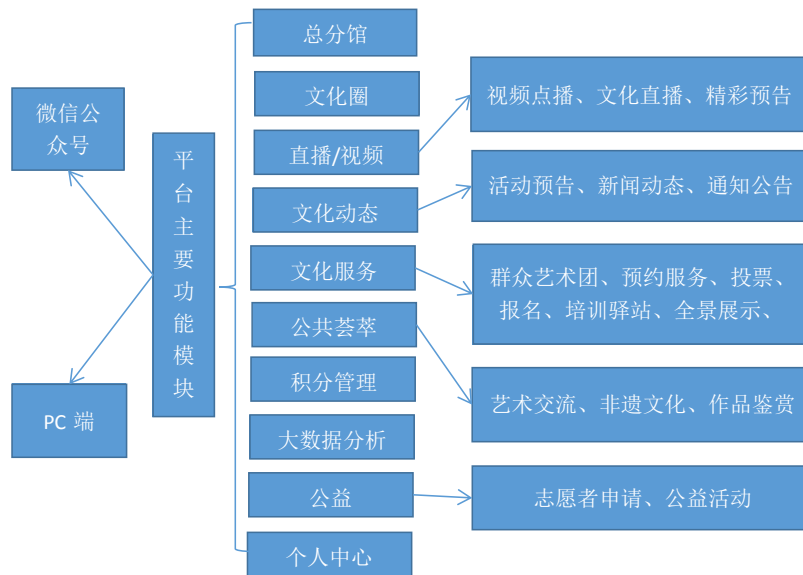 微信公
众号
PC 端
平
台
主
要
功
能
模
块
总分馆
文化圈
直播/视频
文化动态
文化服务
公共荟萃
积分管理
大数据分析
公益
个人中心
视频点播、文化直播、精彩预告
活动预告、新闻动态、通知公告
群众艺术团、预约服务、投票、
报名、培训驿站、全景展示、
艺术交流、非遗文化、作品鉴赏
志愿者申请、公益活动